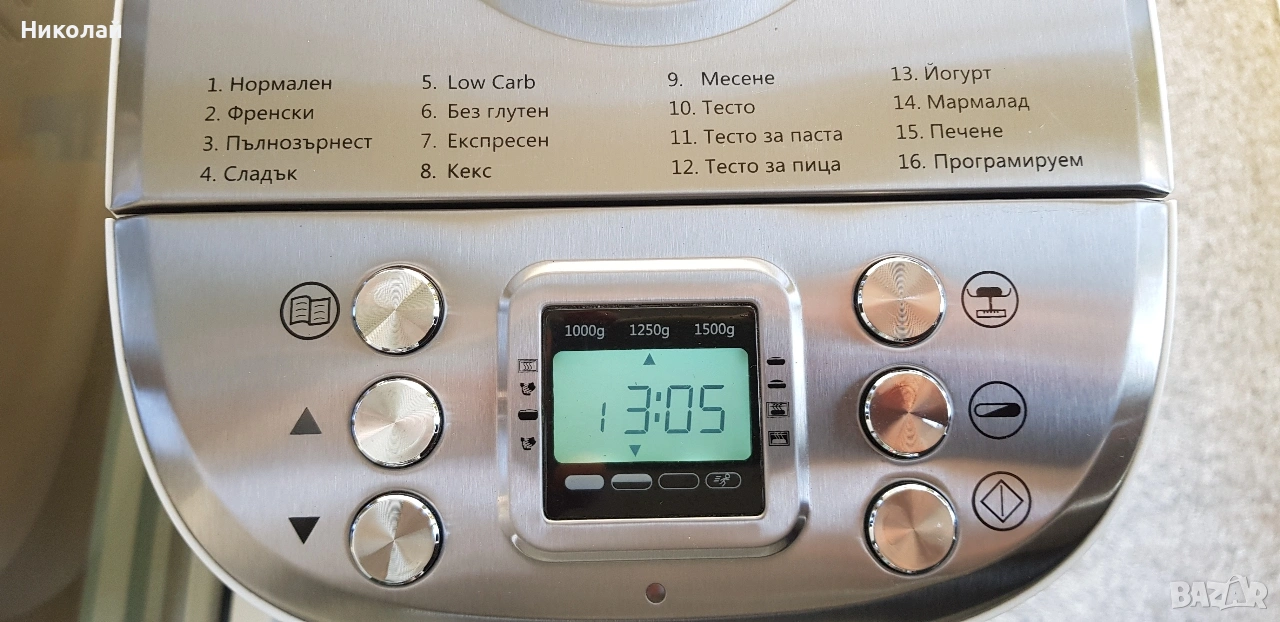 Николай
1. Нормален
2. Френски
3. Пълнозърнест
4. Сладък
5. Low Carb
6. Без глутен
7. Експресен
8. Кекс
9. Месене
10. Тесто
11. Тесто за паста
12. Тесто за пица
13. Йогурт
14. Мармалад
15. Печене
16. Програмируем
1000g 1250g 1500g
1 3:05
BAZAR